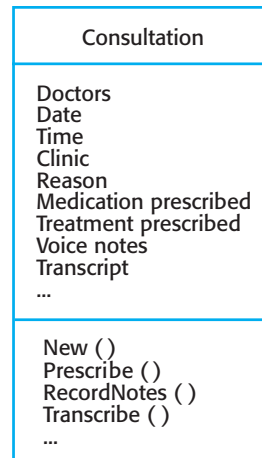 Consultation
Doctors
Date
Time
Clinic
Reason
Medication prescribed
Treatment prescribed
Voice notes
Transcript
...
New ( )
Prescribe ( )
RecordNotes ( )
Transcribe ( )
...